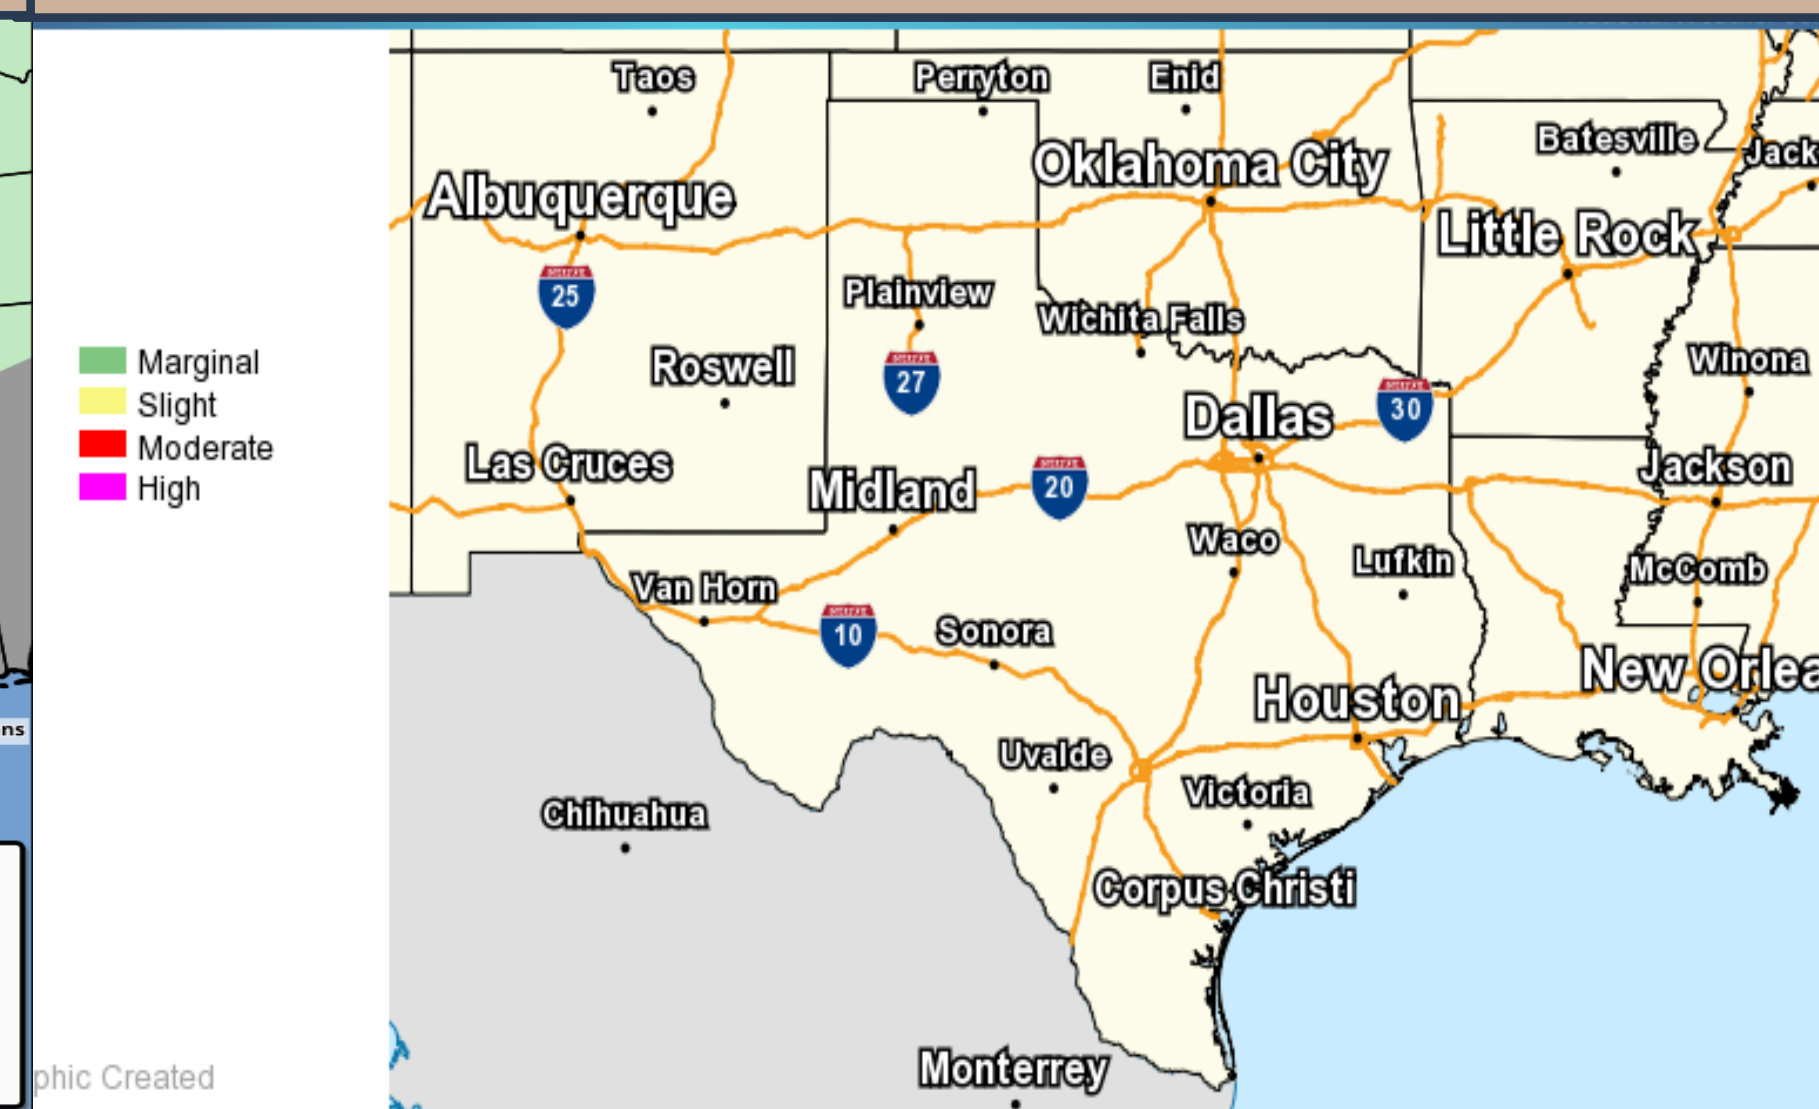 Taos
Perryton
Enid
Batesville
Jack
Oklahoma City
Albuquerque
Little Rock
25
Plainview
Wichita Falls
Marginal
Slight
Moderate
High
Roswell
27
Winona
30
Dallas
Las Cruces
Midland
20
Jackson
Waco
Lufkin
McComb
Van Horn
10
Sonora
New Orlea
Houston
ns
Uvalde
Victoria
Chihuahua
Corpus Christi
Monterrey
phic Created